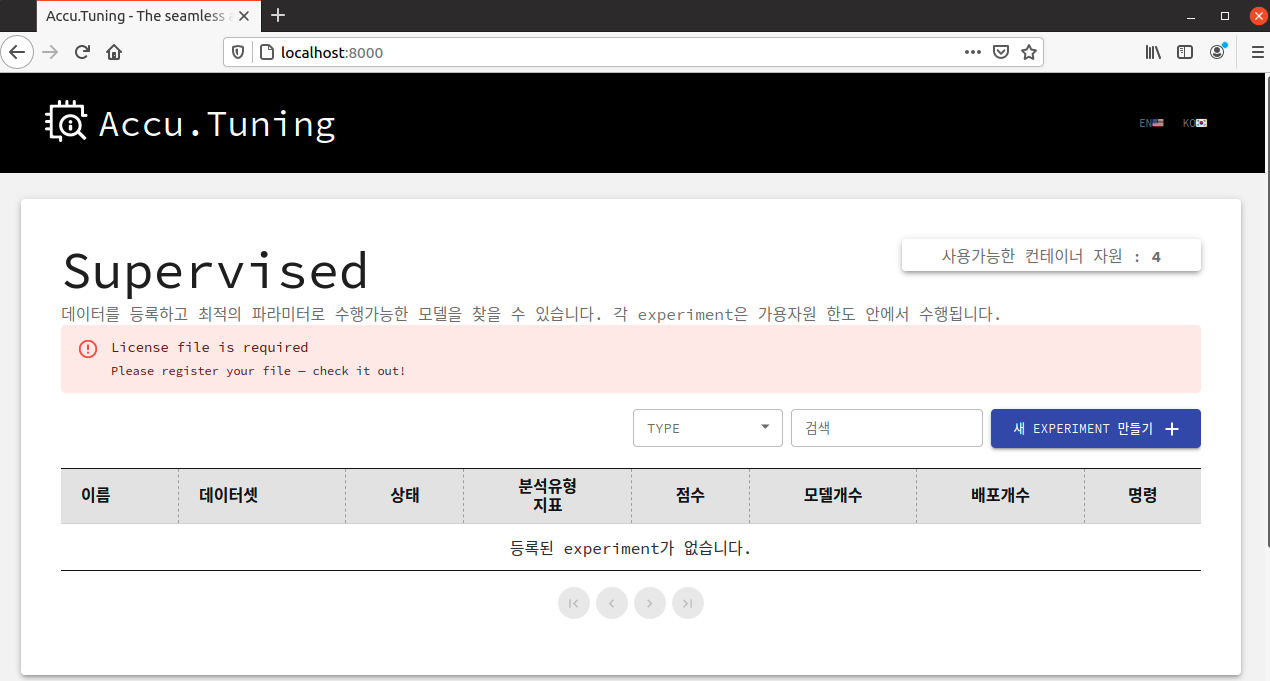 Accu.Tuning - The seamless
localhost:8000
Accu.Tuning
EN KO
Supervised
사용가능한 컨테이너 자원 : 4
데이터를 등록하고 최적의 파라미터로 수행가능한 모델을 찾을 수 있습니다. 각 experiment은 가용자원 한도 안에서 수행됩니다.
License file is required
Please register your file — check it out!
TYPE 검색 새 EXPERIMENT 만들기
이름 데이터셋 상태 분석유형 점수 모델개수 배포개수 명령
지표
등록된 experiment가 없습니다.